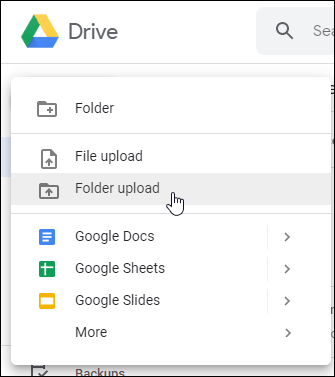 Drive
Sea
Folder
File upload
Folder upload
Google Docs
Google Sheets
Google Slides
More
Backups